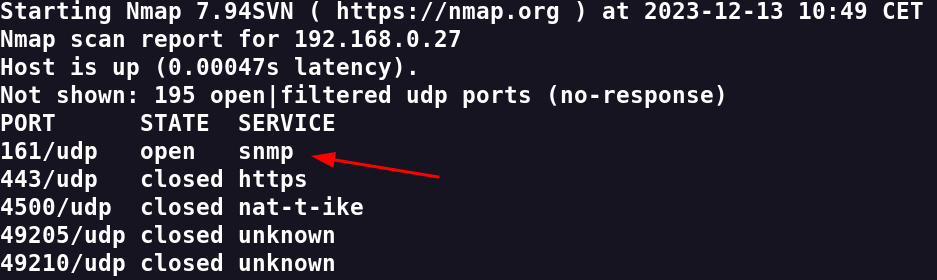 Starting Nmap 7.94SVN ( https://nmap.org ) at 2023-12-13 10:49 CET
Nmap scan report for 192.168.0.27
Host is up (0.00047s latency).
Not shown: 195 open|filtered udp ports (no-response)
PORT      STATE  SERVICE
161/udp   open   snmp
443/udp   closed https
4500/udp  closed nat-t-ike
49205/udp closed unknown
49210/udp closed unknown